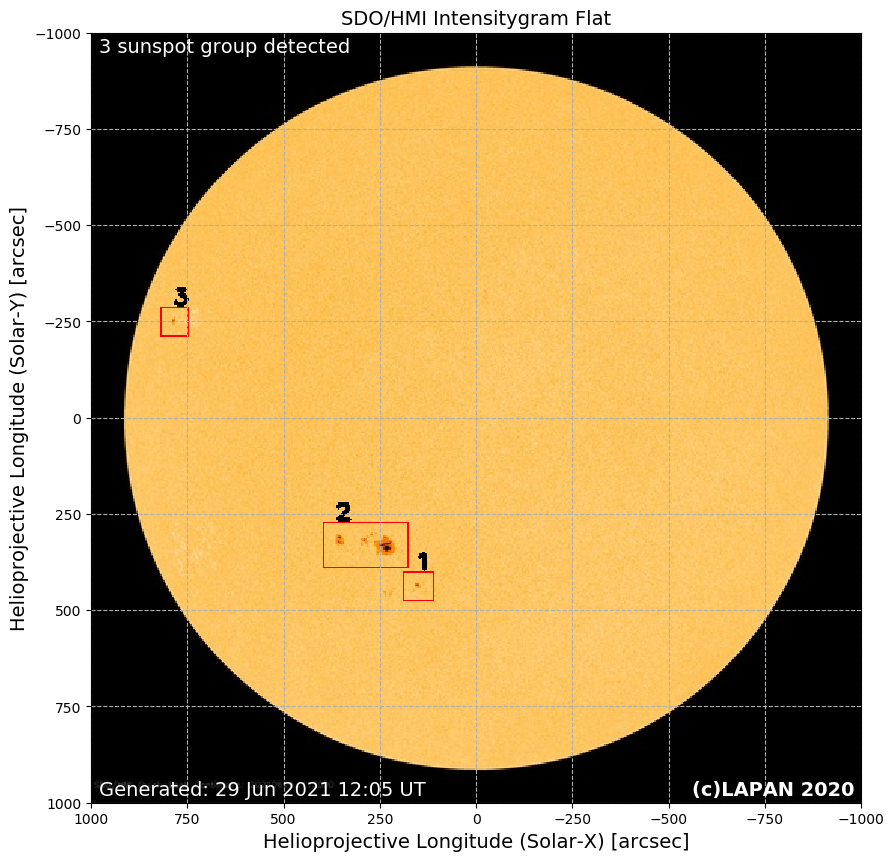 SDO/HMI Intensitygram Flat
3 sunspot group detected
Helioprojective Longitude (Solar-Y) [arcsec]
−1000
−750
−500
−250
0
250
500
750
1000
3
2
1
Generated: 29 Jun 2021 12:05 UT
(c)LAPAN 2020
1000 750 500 250 0 −250 −500 −750 −1000
Helioprojective Longitude (Solar-X) [arcsec]